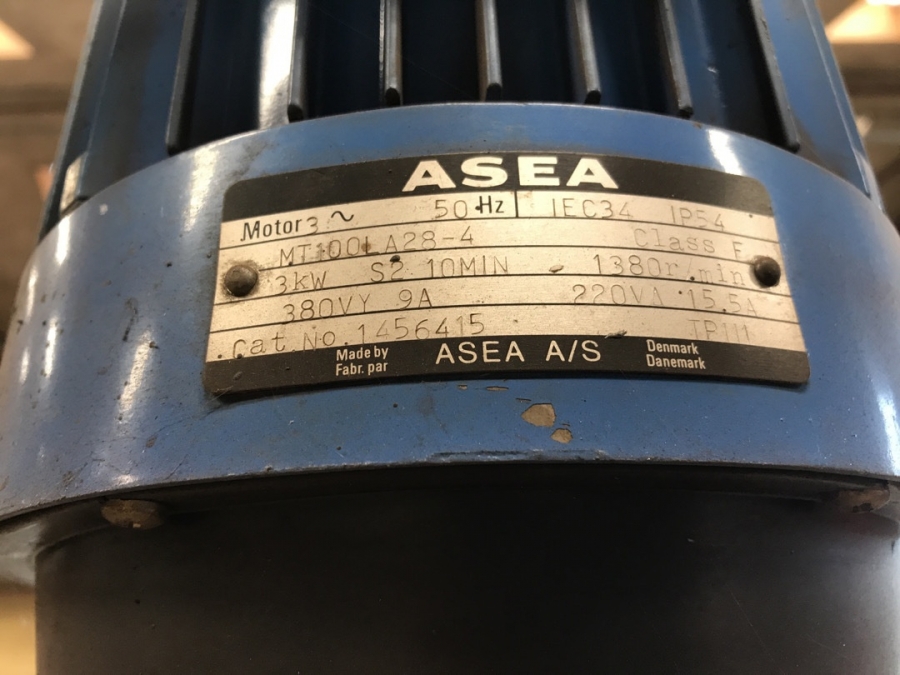 ASEA
Motor 3 ~ 50 Hz IEC34 IP54
MT100LA28-4 Class F
3kW S2 10MIN 1380r/min
380VY 9A 220VΔ 15.5A
Cat No. 1456415 TP111
Made by Fabr. par ASEA A/S Denmark Danemark